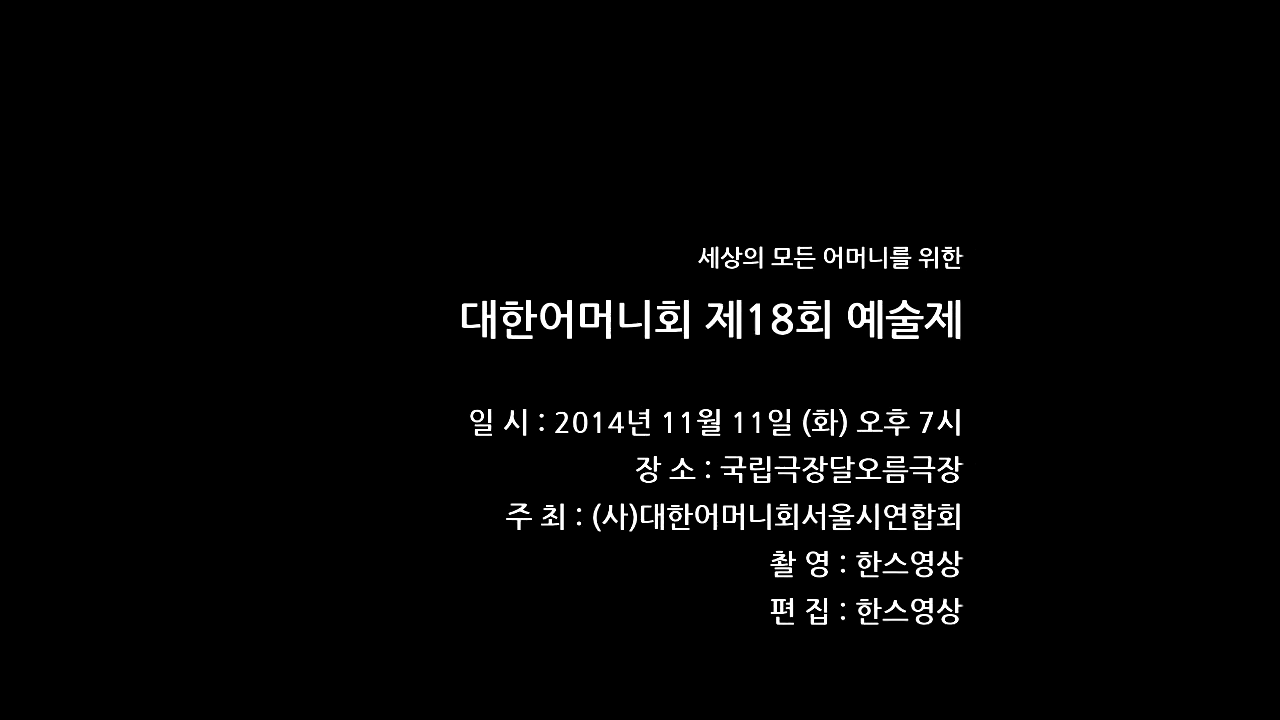 세상의 모든 어머니를 위한
대한어머니회 제18회 예술제
일 시 : 2014년 11월 11일 (화) 오후 7시
장 소 : 국립극장달오름극장
주 최 : (사)대한어머니회서울시연합회
촬 영 : 한스영상
편 집 : 한스영상